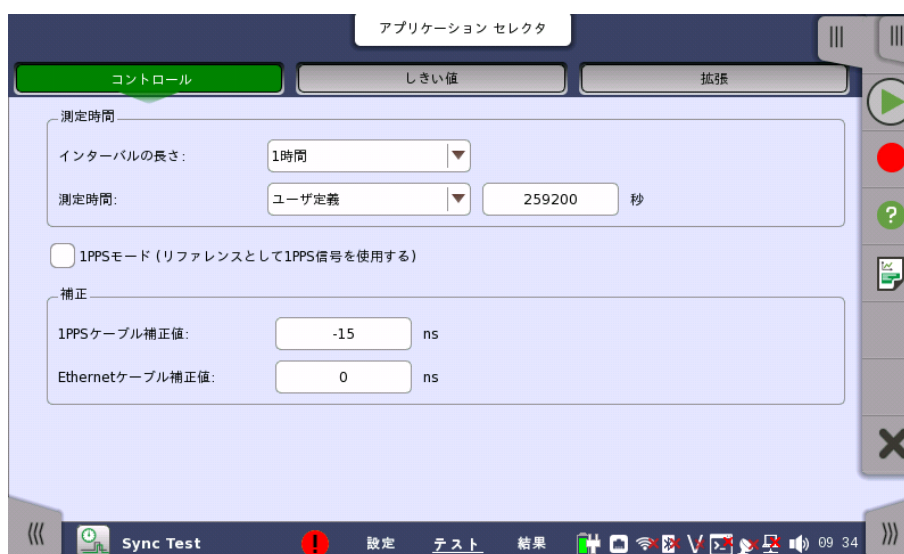 アプリケーション セレクタ
コントロール しきい値 拡張
測定時間
インターバルの長さ: 1時間
測定時間: ユーザ定義 259200 秒
1PPSモード (リファレンスとして1PPS信号を使用する)
補正
1PPSケーブル補正値: -15 ns
Ethernetケーブル補正値: 0 ns
Sync Test 設定 テスト 結果 09 34